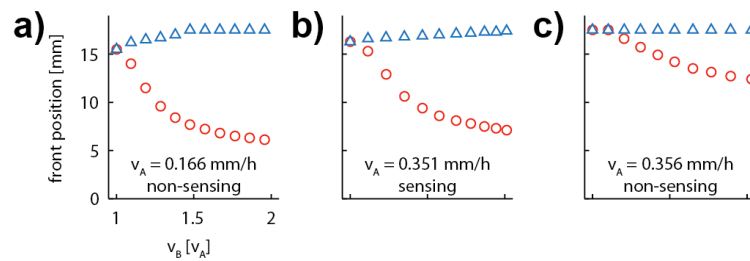 a)
b)
c)
front position [mm]
15
10
5
0
v_A = 0.166 mm/h
non-sensing
v_A = 0.351 mm/h
sensing
v_A = 0.356 mm/h
non-sensing
1 1.5 2
v_B [v_A]